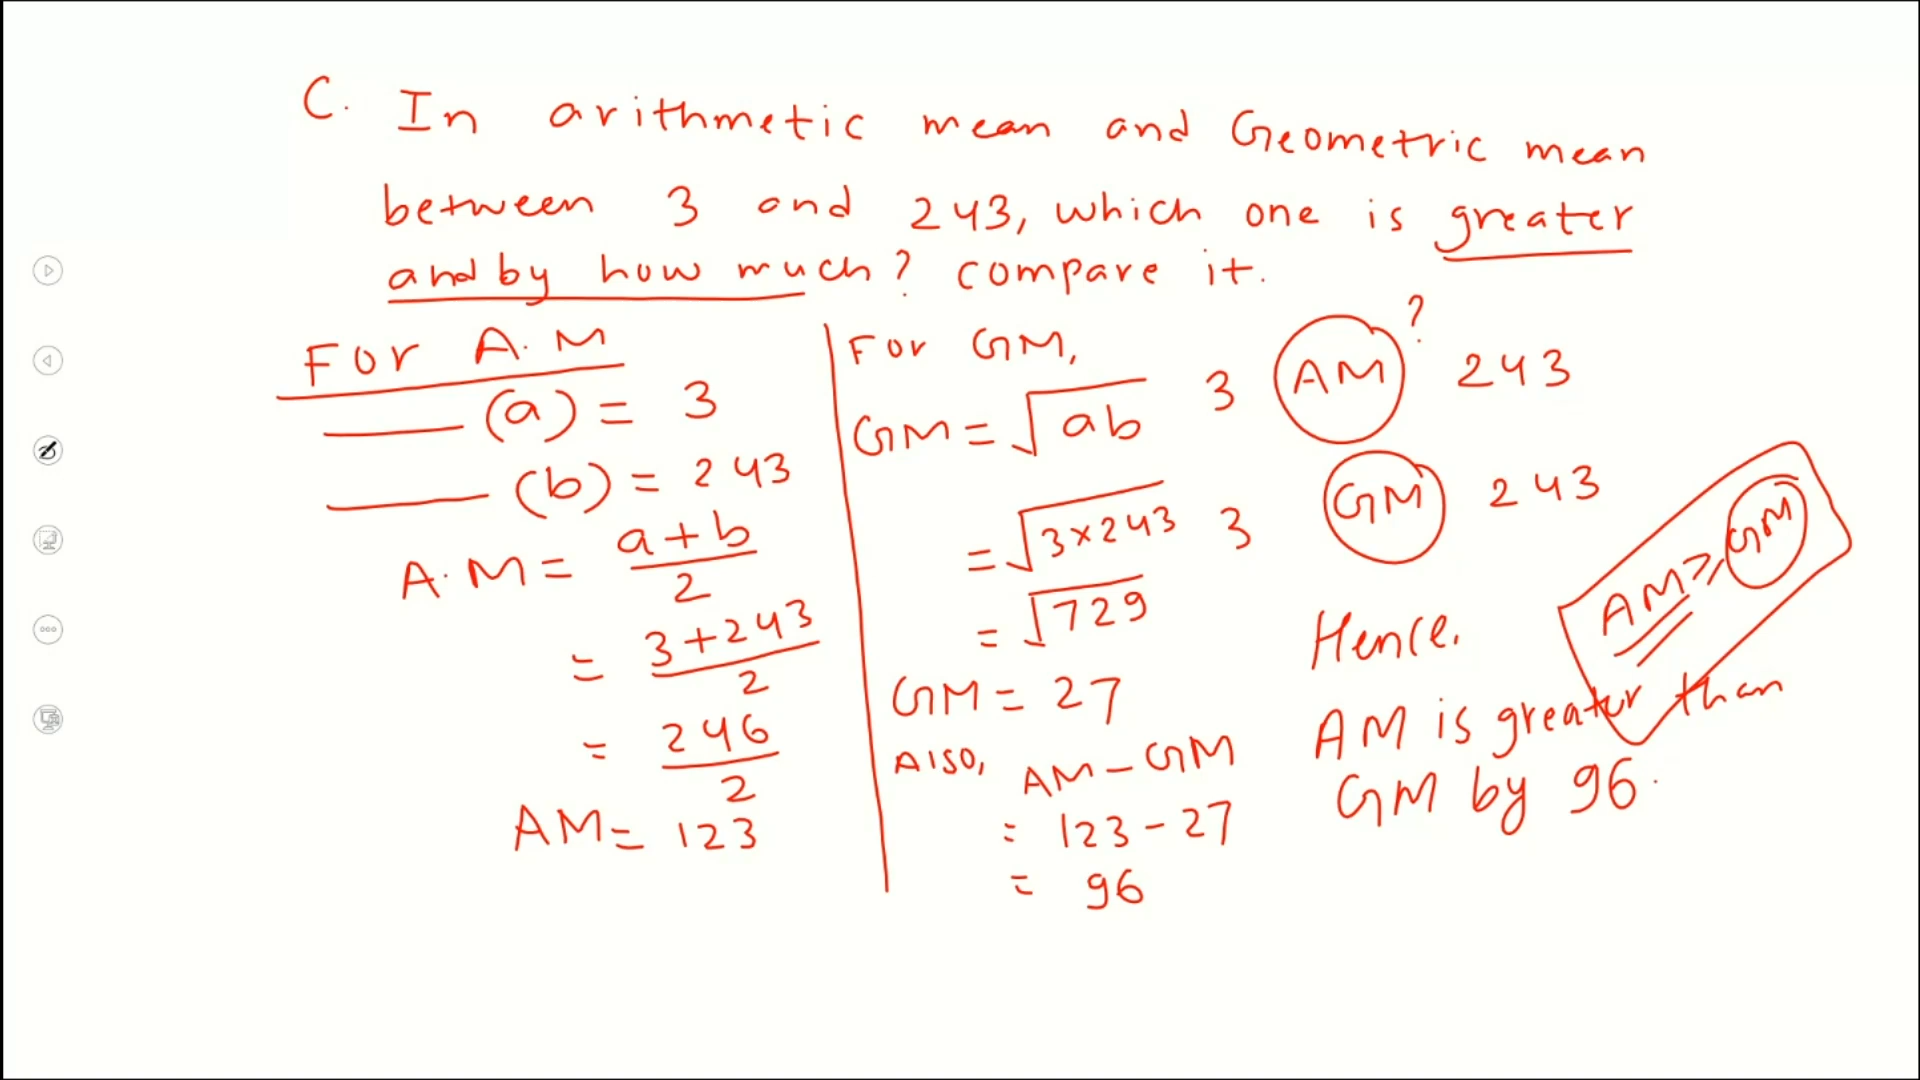 C. In arithmetic mean and Geometric mean
between 3 and 243, which one is greater
and by how much? compare it.
For A.M
(a) = 3
(b) = 243
A.M = a+b/2
= 3+243/2
= 246/2
AM = 123
For GM,
GM = √ab
= √3×243
= √729
GM = 27
Also, AM - GM
= 123 - 27
= 96
3 AM ? 243
3 GM 243
AM ≥ GM
Hence,
AM is greater than
GM by 96.